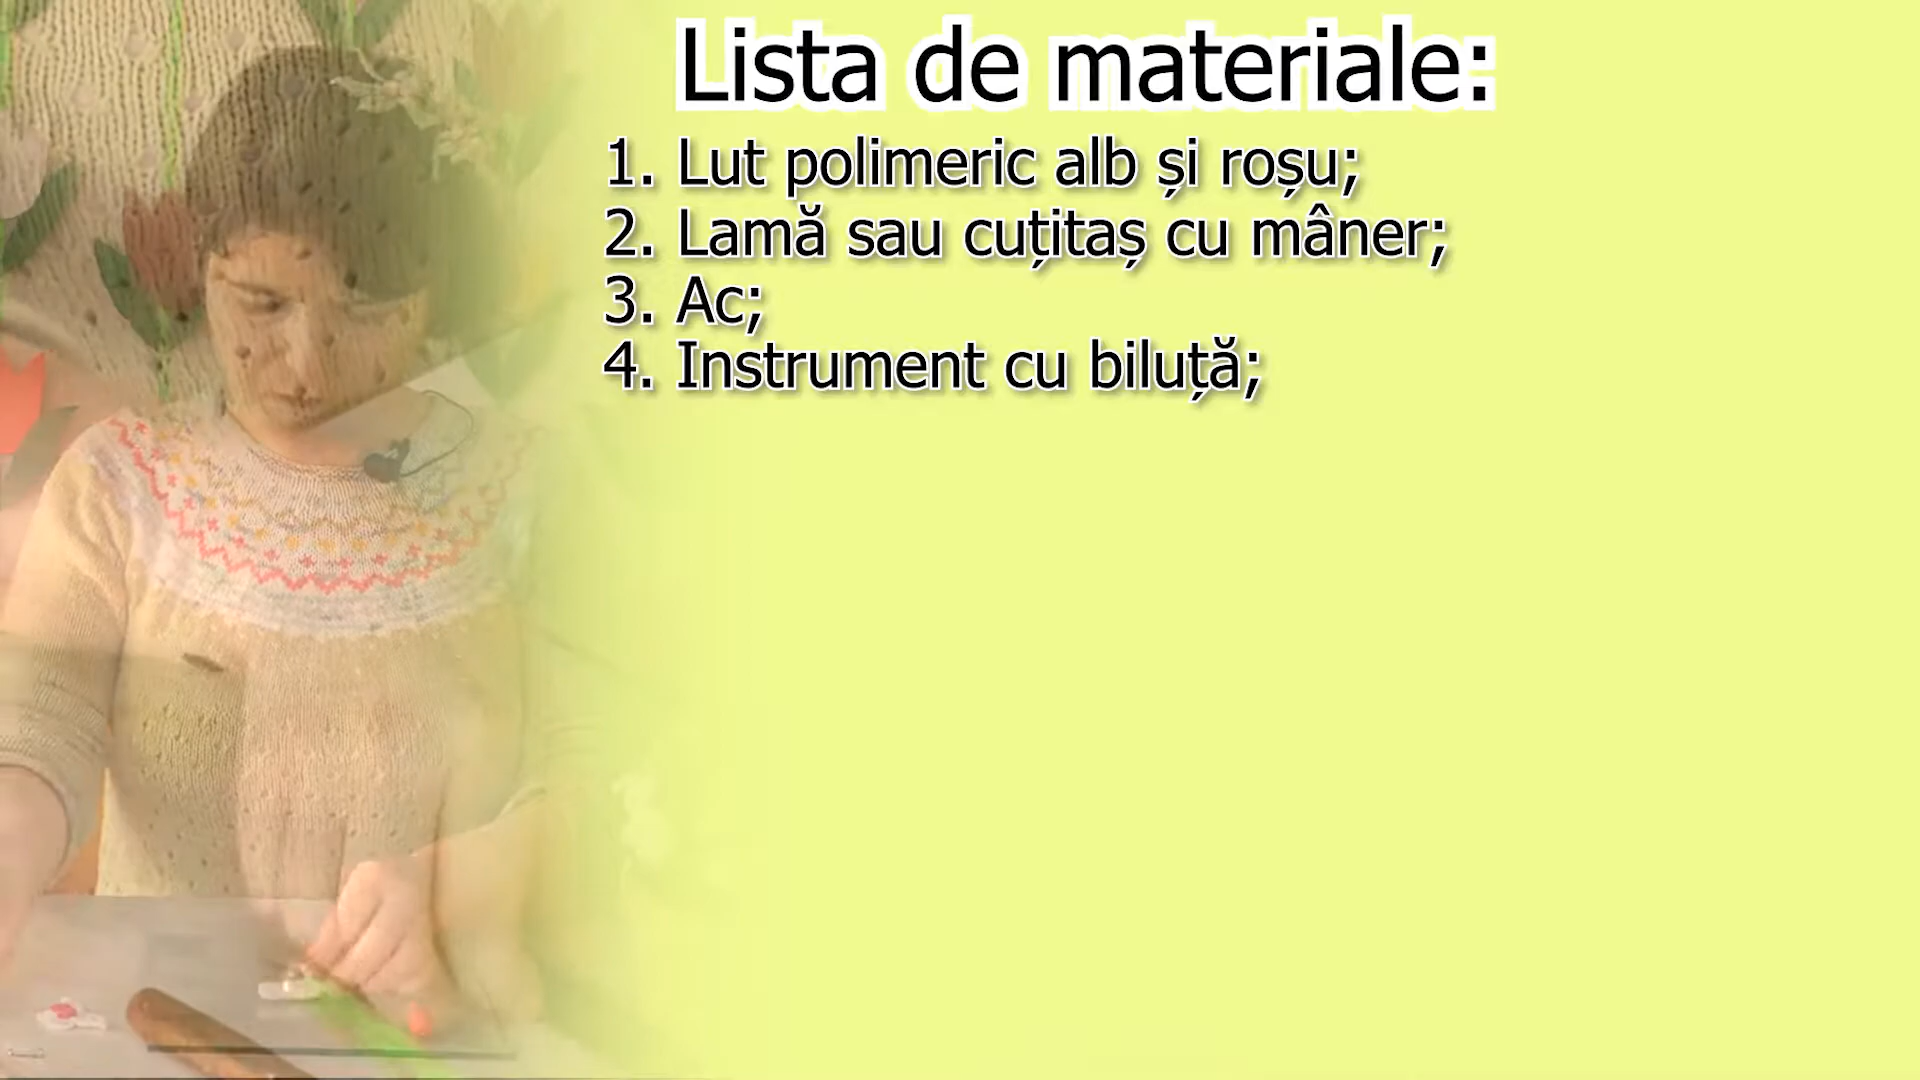 Lista de materiale:
1. Lut polimeric alb și roșu;
2. Lamă sau cuțitaș cu mâner;
3. Ac;
4. Instrument cu biluță;